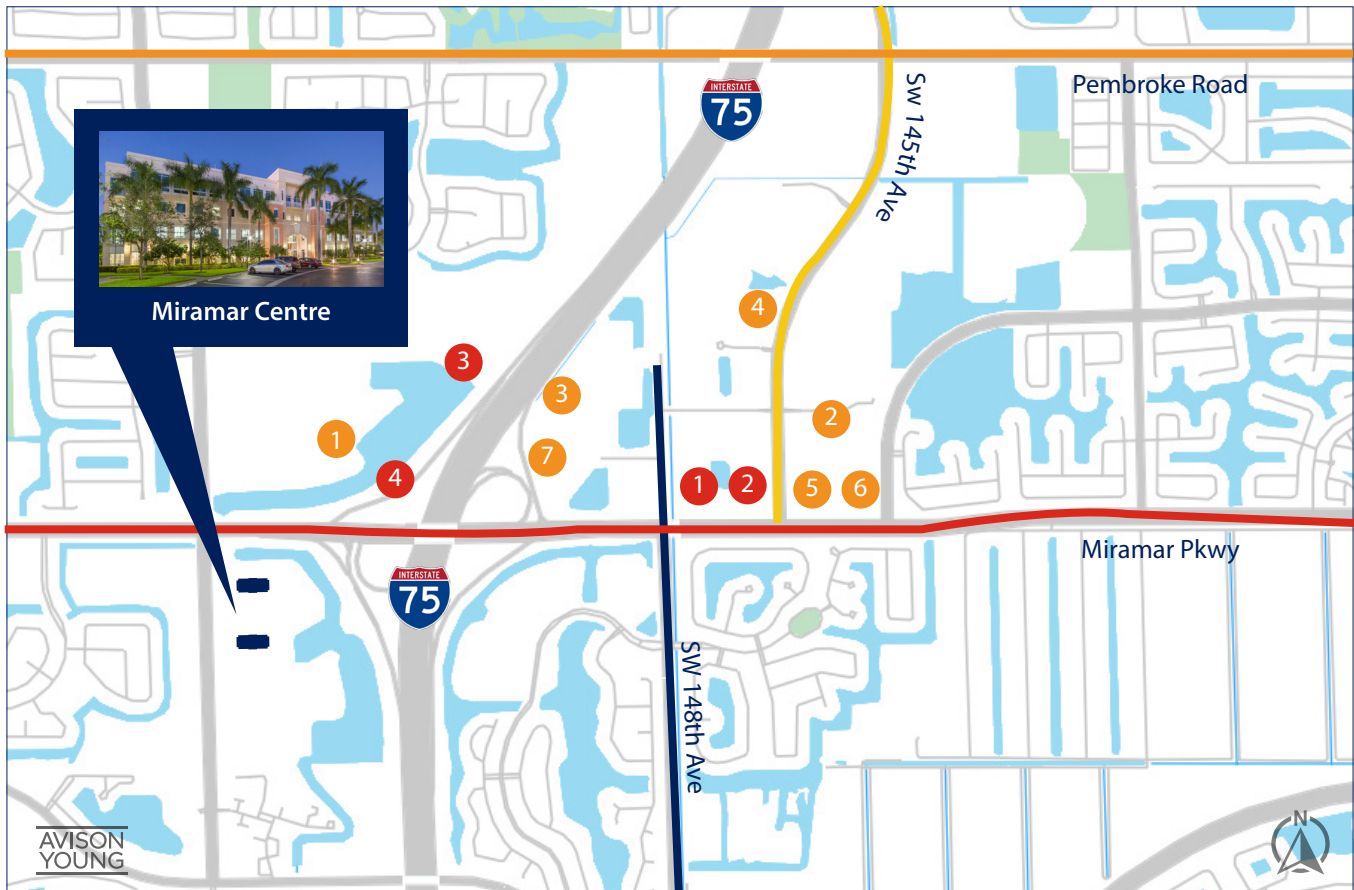 Pembroke Road
INTERSTATE
75
Sw 145th Ave
Miramar Centre
4
3
3
1
2
7
4
1
2
5
6
Miramar Pkwy
INTERSTATE
75
SW 148th Ave
N
AVISON
YOUNG